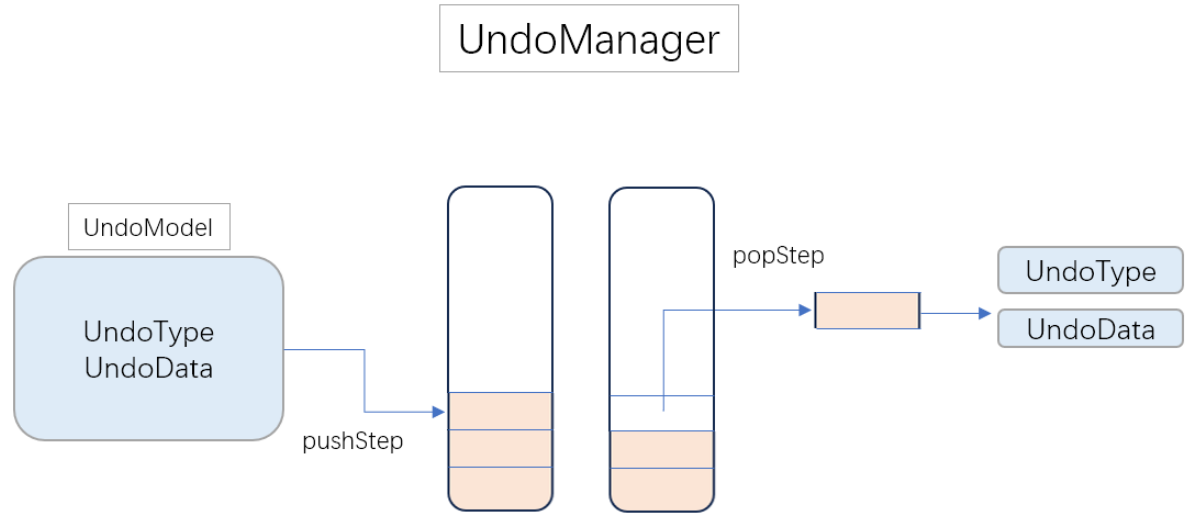 UndoManager
UndoModel
UndoType
UndoData
pushStep
popStep
UndoType
UndoData